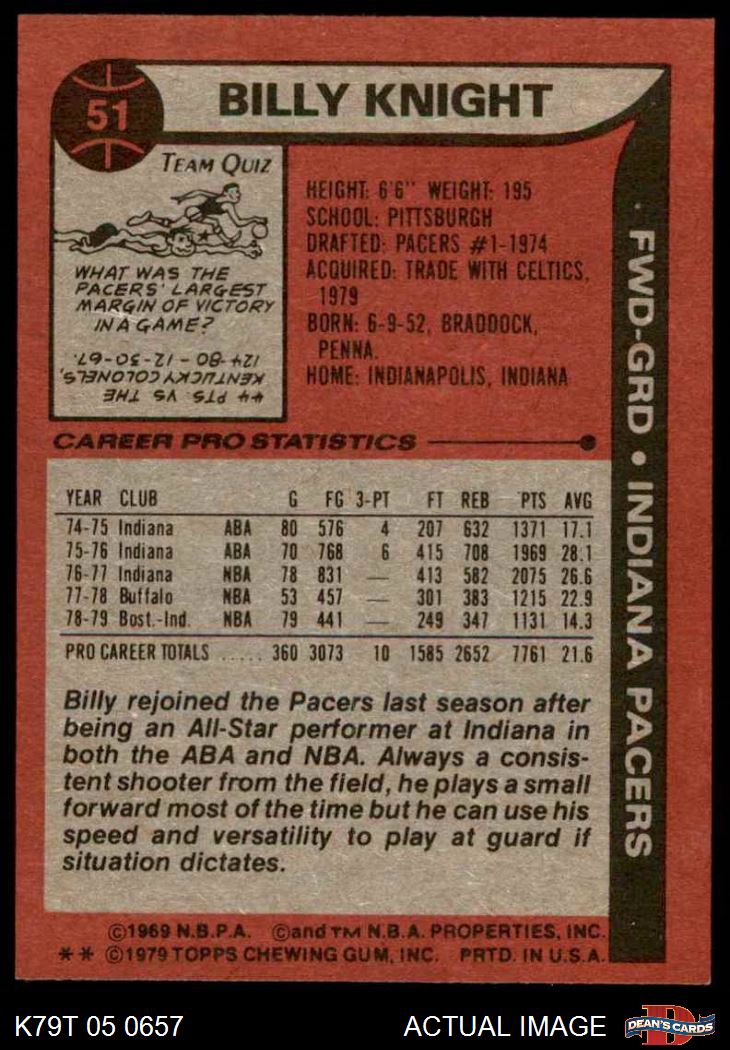 51
BILLY KNIGHT
TEAM QUIZ
WHAT WAS THE
PACERS' LARGEST
MARGIN OF VICTORY
IN A GAME?
44 PTS. VS THE
KENTUCKY COLONELS,
124-80 - 12-30-67.
HEIGHT: 6'6" WEIGHT: 195
SCHOOL: PITTSBURGH
DRAFTED: PACERS #1-1974
ACQUIRED: TRADE WITH CELTICS,
1979
BORN: 6-9-52, BRADDOCK,
PENNA.
HOME: INDIANAPOLIS, INDIANA
FWD-GRD • INDIANA PACERS
CAREER PRO STATISTICS
YEAR CLUB G FG 3-PT FT REB PTS AVG
74-75 Indiana ABA 80 576 4 207 632 1371 17.1
75-76 Indiana ABA 70 768 6 415 708 1969 28.1
76-77 Indiana NBA 78 831 — 413 582 2075 26.6
77-78 Buffalo NBA 53 457 — 301 383 1215 22.9
78-79 Bost.-Ind. NBA 79 441 — 249 347 1131 14.3
PRO CAREER TOTALS ..... 360 3073 10 1585 2652 7761 21.6
Billy rejoined the Pacers last season after
being an All-Star performer at Indiana in
both the ABA and NBA. Always a consis-
tent shooter from the field, he plays a small
forward most of the time but he can use his
speed and versatility to play at guard if
situation dictates.
©1969 N.B.P.A. ©and TM N.B.A. PROPERTIES, INC.
** ©1979 TOPPS CHEWING GUM, INC. PRTD. IN U.S.A.
K79T 05 0657
ACTUAL IMAGE
D
DEAN'S CARDS